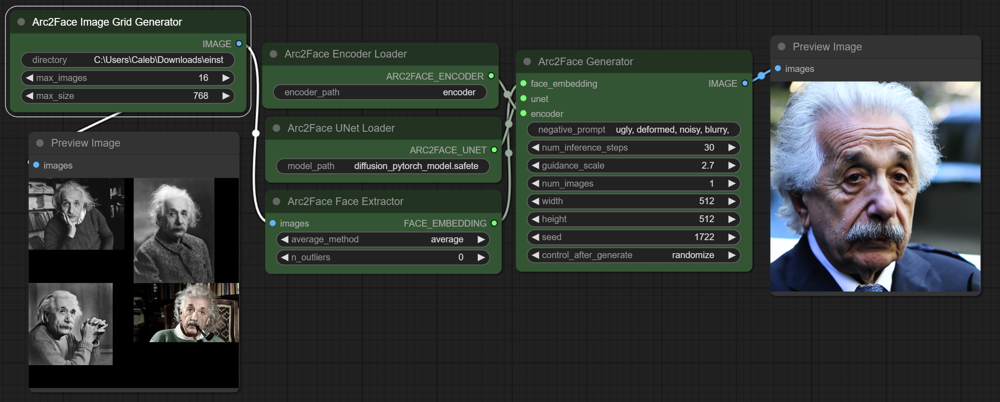 Arc2Face Image Grid Generator
IMAGE
directory C:\Users\Caleb\Downloads\einst
max_images 16
max_size 768
Preview Image
images
Arc2Face Encoder Loader
ARC2FACE_ENCODER
encoder_path encoder
Arc2Face UNet Loader
ARC2FACE_UNET
model_path diffusion_pytorch_model.safete
Arc2Face Face Extractor
images FACE_EMBEDDING
average_method average
n_outliers 0
Arc2Face Generator
face_embedding IMAGE
unet
encoder
negative_prompt ugly, deformed, noisy, blurry,
num_inference_steps 30
guidance_scale 2.7
num_images 1
width 512
height 512
seed 1722
control_after_generate randomize
Preview Image
images